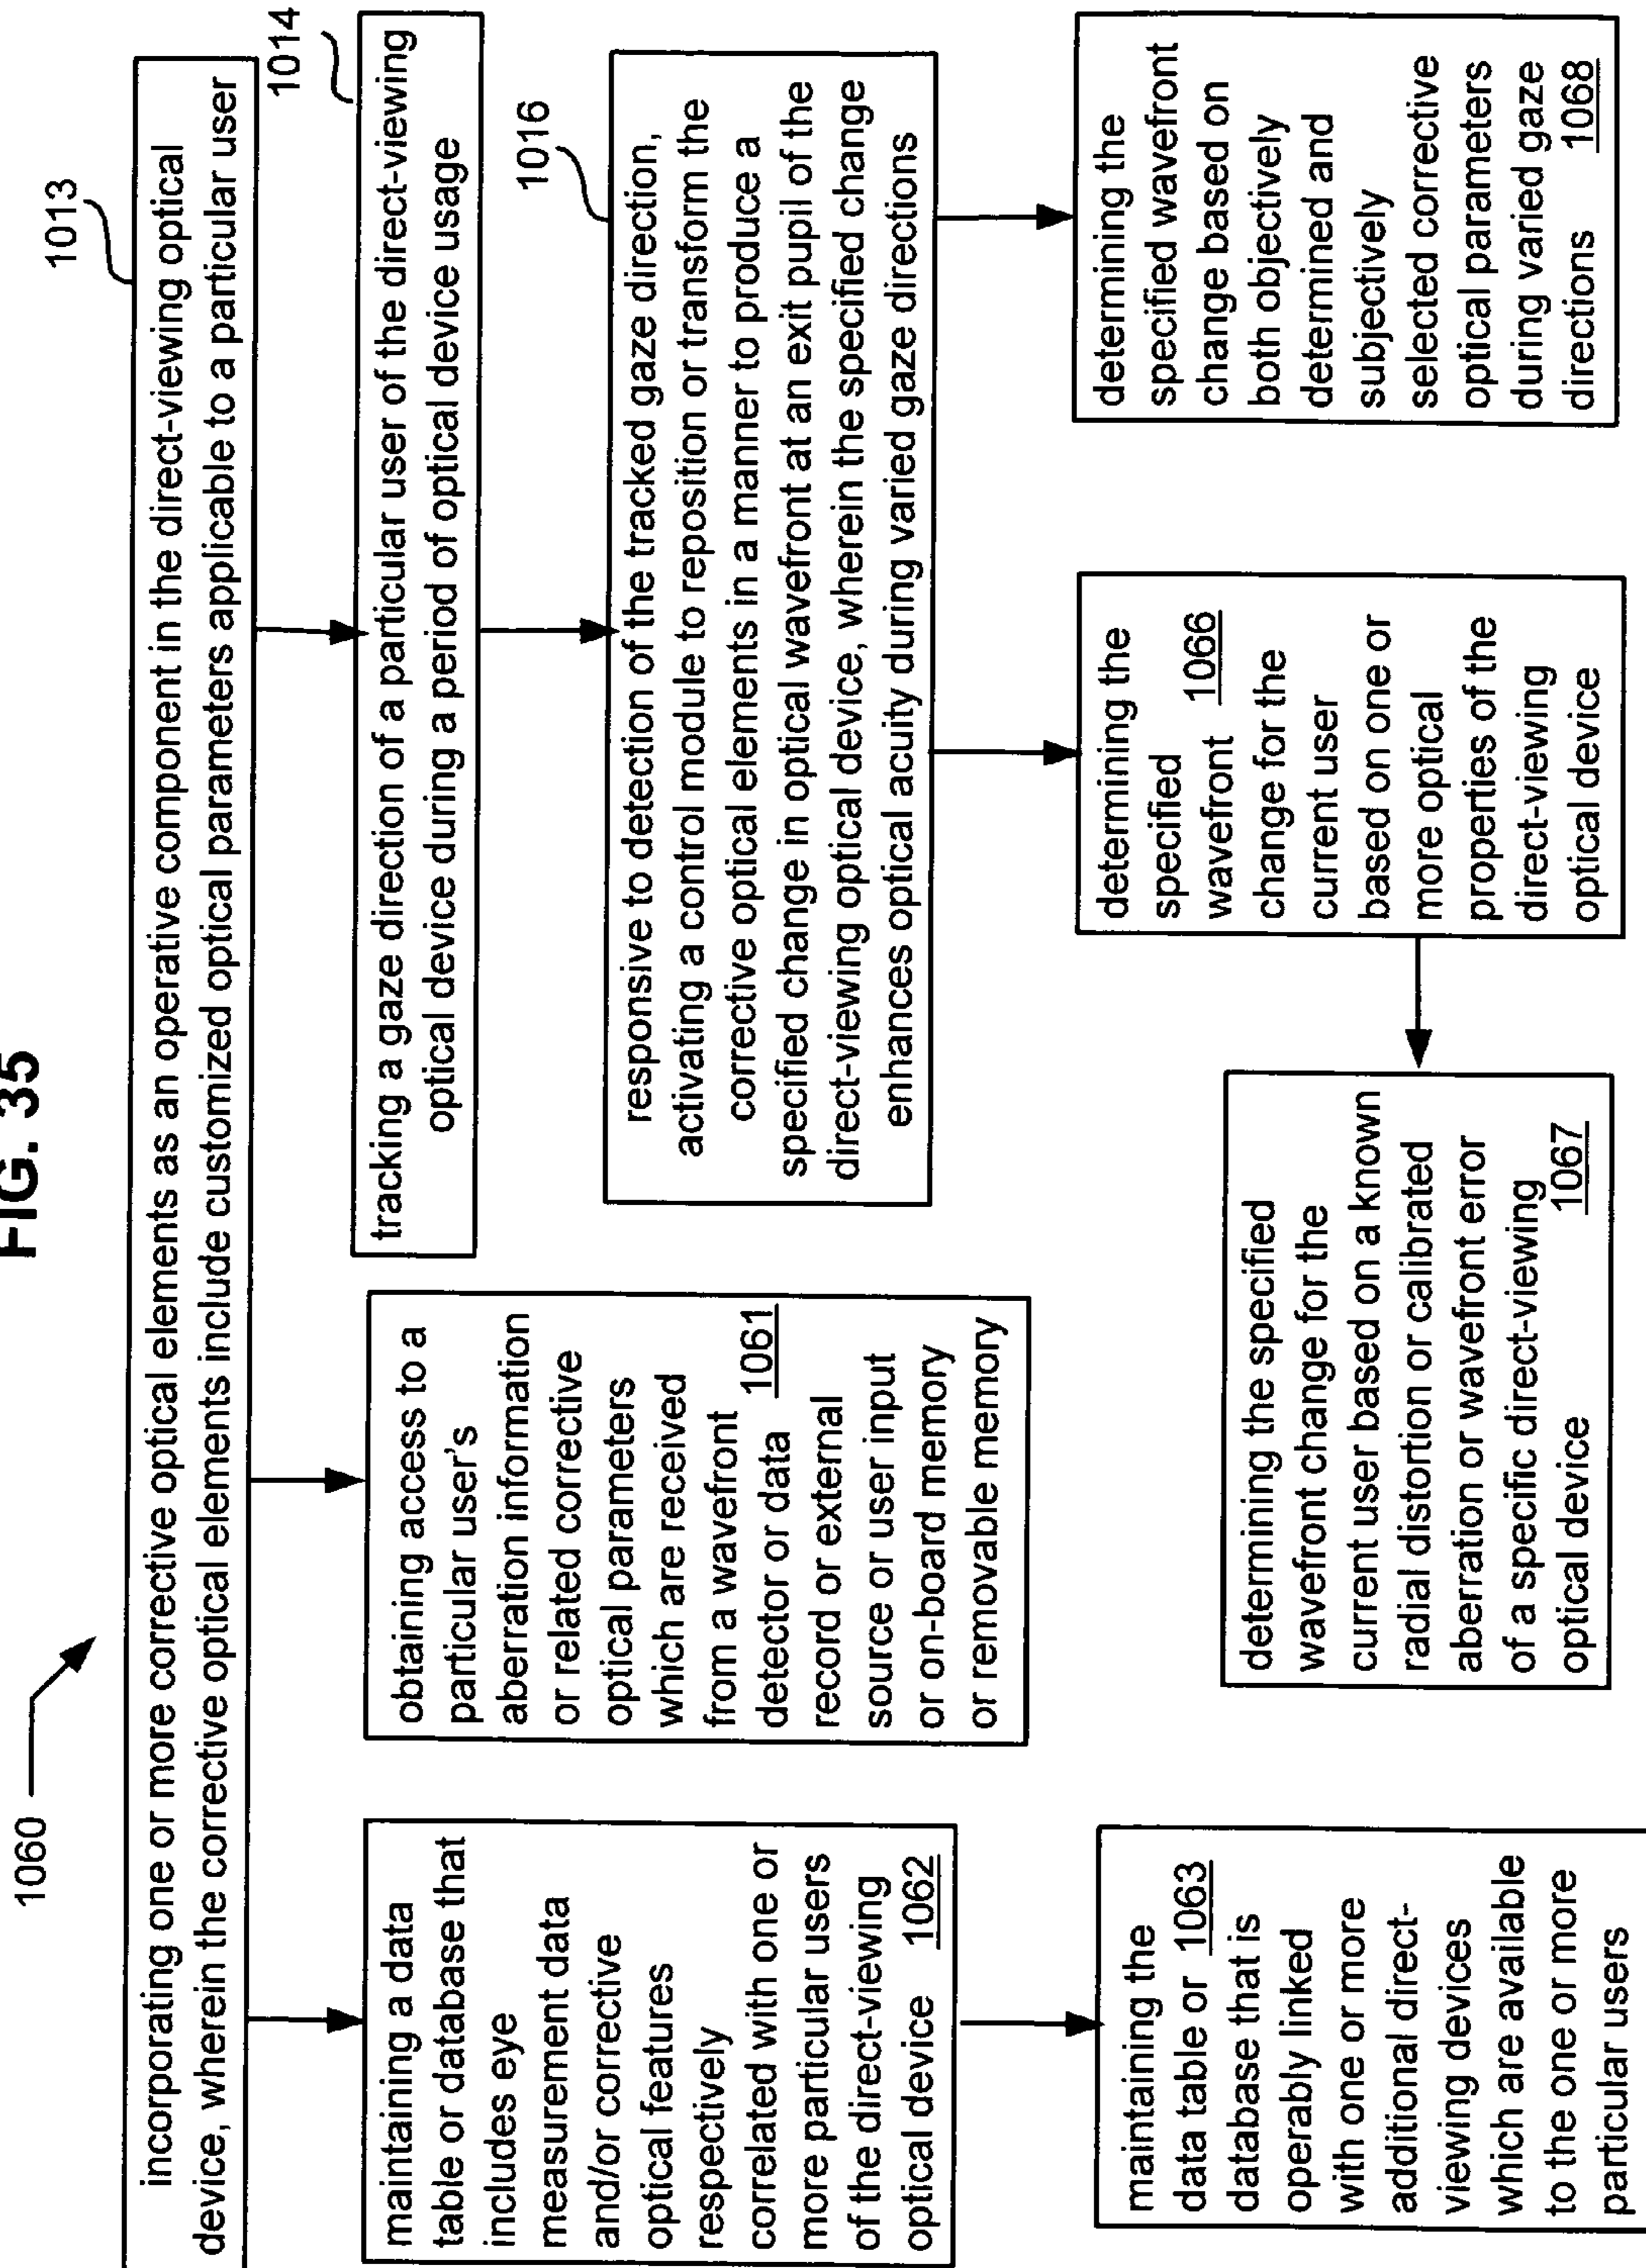 FIG. 35
1060
1013
incorporating one or more corrective optical elements as an operative component in the direct-viewing optical
device, wherein the corrective optical elements include customized optical parameters applicable to a particular user
1014
tracking a gaze direction of a particular user of the direct-viewing
optical device during a period of optical device usage
1016
responsive to detection of the tracked gaze direction,
activating a control module to reposition or transform the
corrective optical elements in a manner to produce a
specified change in optical wavefront at an exit pupil of the
direct-viewing optical device, wherein the specified change
enhances optical acuity during varied gaze directions
maintaining a data
table or database that
includes eye
measurement data
and/or corrective
optical features
respectively
correlated with one or
more particular users
of the direct-viewing
optical device 1062
obtaining access to a
particular user's
aberration information
or related corrective
optical parameters
which are received
from a wavefront
detector or data 1061
record or external
source or user input
or on-board memory
or removable memory
maintaining the
data table or 1063
database that is
operably linked
with one or more
additional direct-
viewing devices
which are available
to the one or more
particular users
determining the
specified
wavefront 1066
change for the
current user
based on one or
more optical
properties of the
direct-viewing
optical device
determining the
specified wavefront
change based on
both objectively
determined and
subjectively
selected corrective
optical parameters
during varied gaze
directions 1068
determining the specified
wavefront change for the
current user based on a known
radial distortion or calibrated
aberration or wavefront error
of a specific direct-viewing
optical device 1067